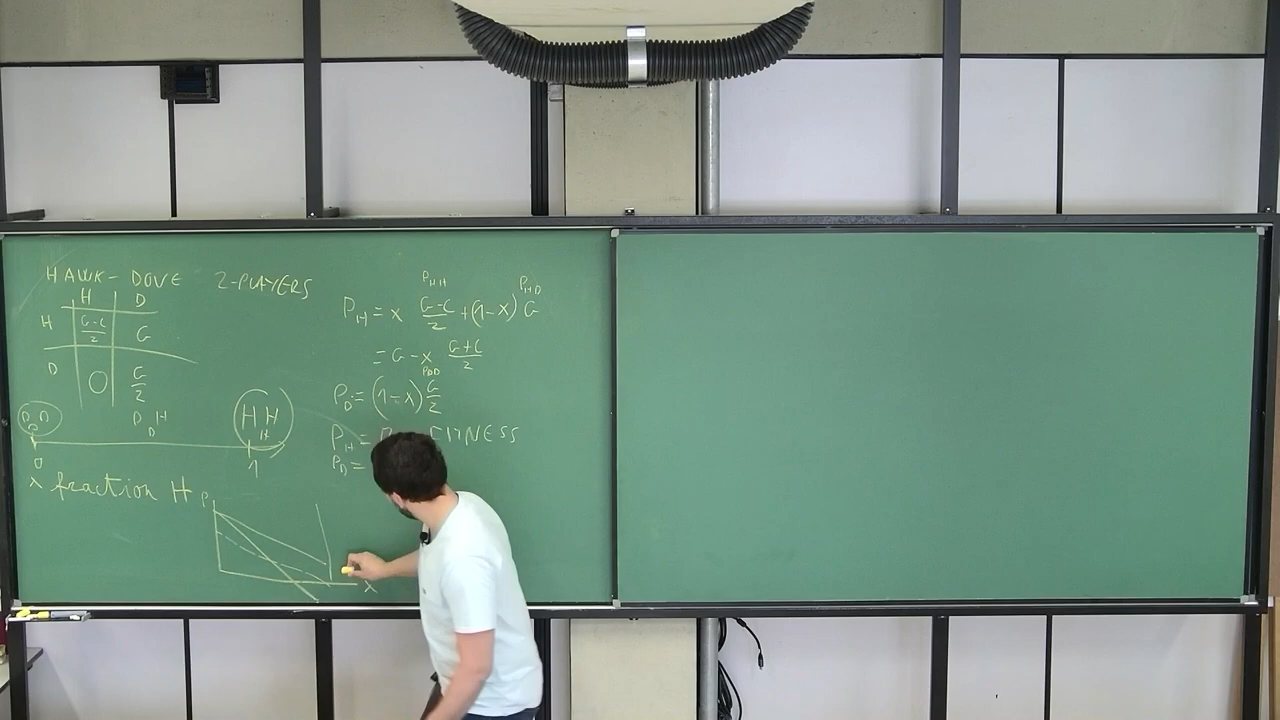 HAWK - DOVE 2-PLAYERS
H D
H G-C/2 G
D 0 G/2
D D D
D D H
H H H
0 1
x fraction H
P_HH P_HD
P_H = x G-C/2 + (1-x) G
= G - x G+C/2
P_DD
P_D = (1-x) G/2
P_H = FITNESS
P_D =
P
x